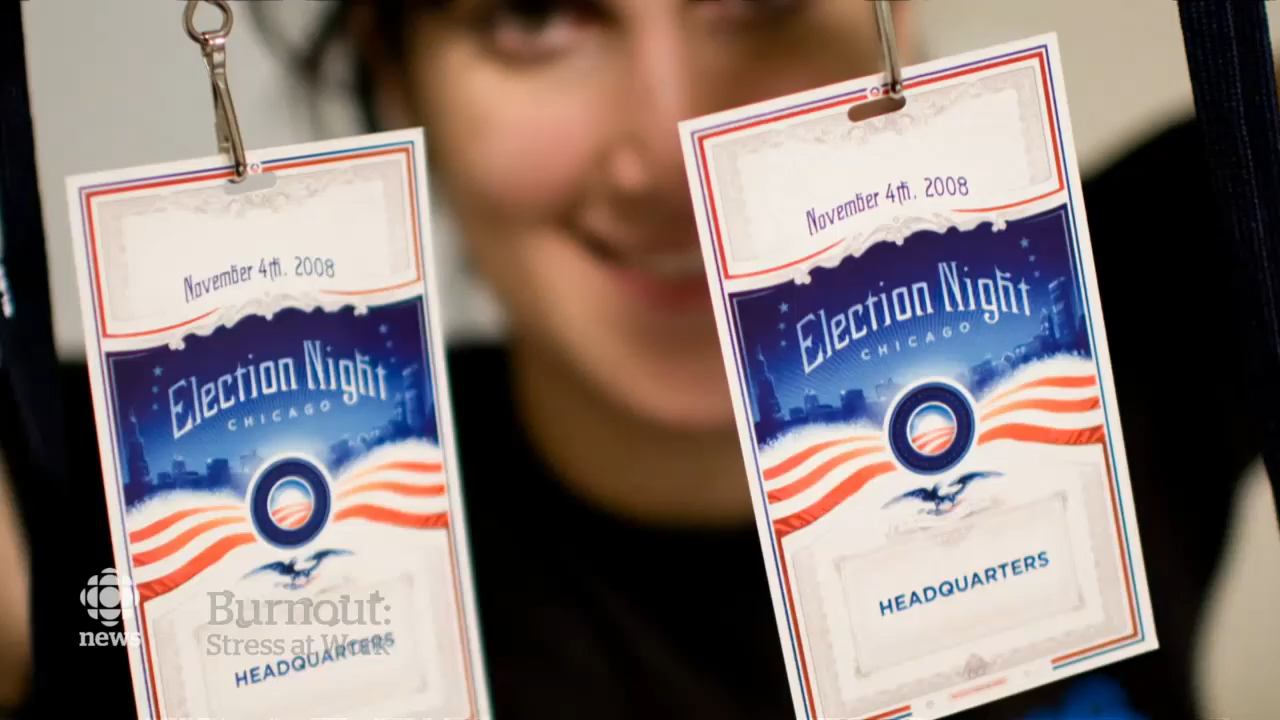 November 4th. 2008
Election Night
CHICAGO
HEADQUARTERS
November 4th. 2008
Election Night
CHICAGO
HEADQUARTERS
news
Burnout:
Stress at Work